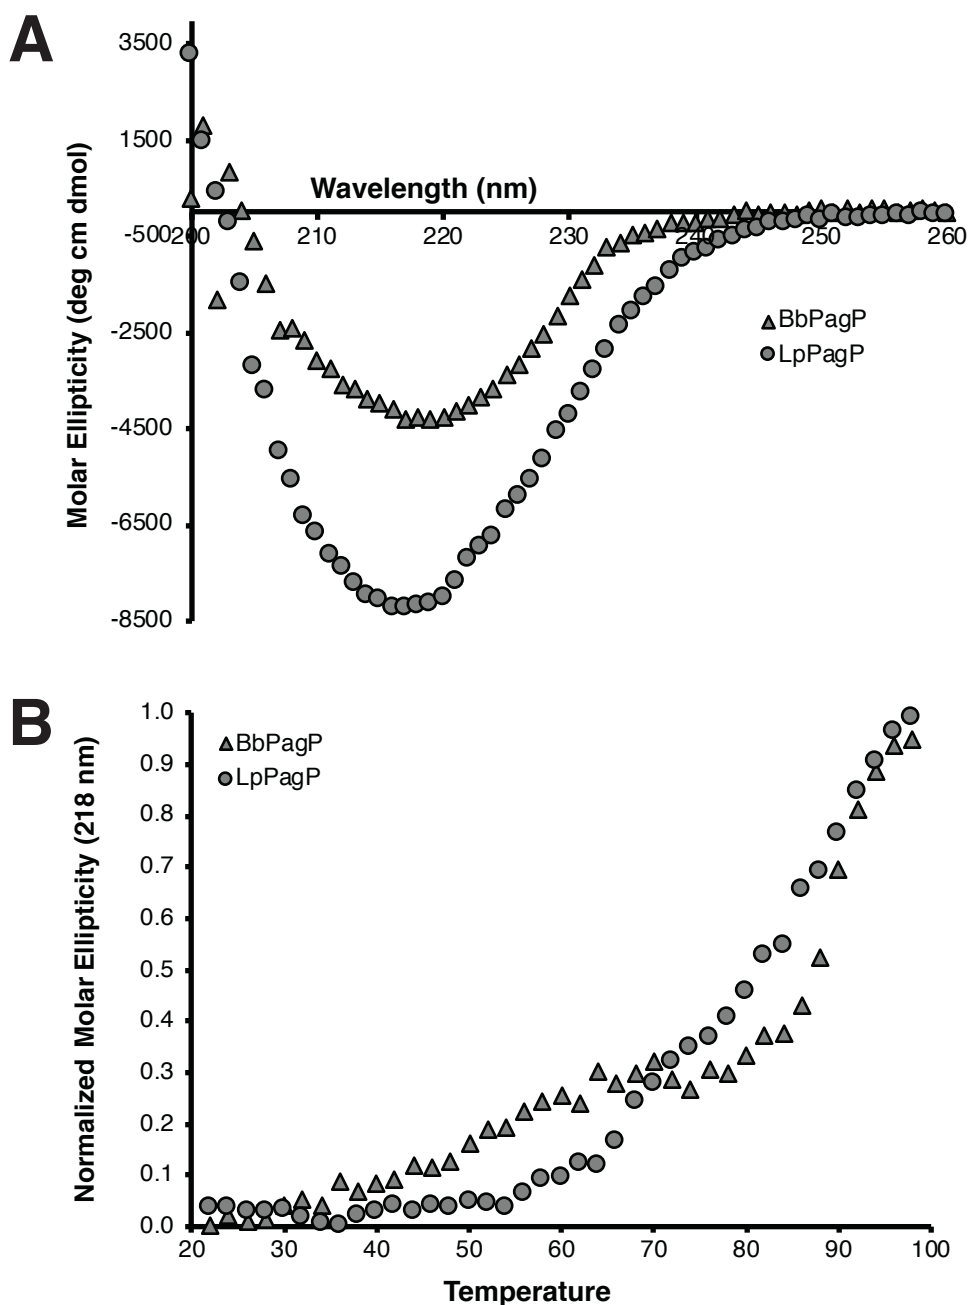 A
3500
1500
Wavelength (nm)
-500
200 210 220 230 240 250 260
-2500
-4500
-6500
-8500
Molar Ellipticity (deg cm dmol)
BbPagP
LpPagP
B
1.0
0.9
0.8
0.7
0.6
0.5
0.4
0.3
0.2
0.1
0.0
Normalized Molar Ellipticity (218 nm)
BbPagP
LpPagP
20 30 40 50 60 70 80 90 100
Temperature